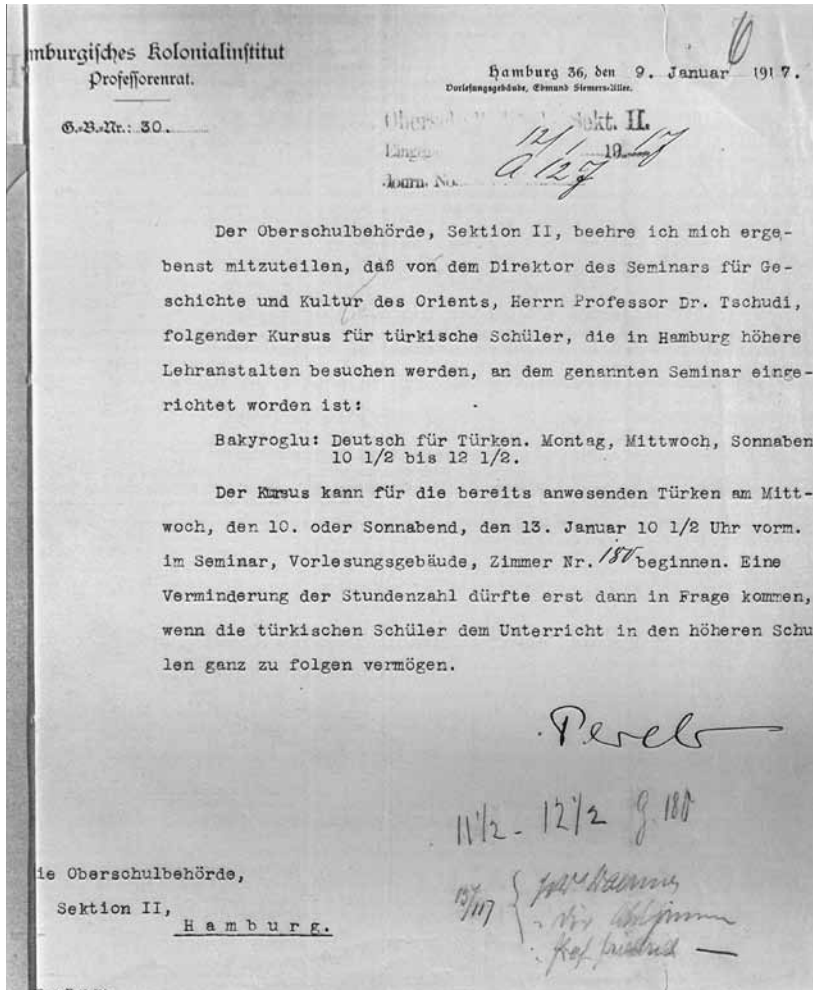 mburgisches Kolonialinstitut
Professorenrat.
Hamburg 36, den 9. Januar 1917.
Vorlesungsgebäude, Edmund Siemers-Allee.
G.-B.-Nr.: 30.
Sekt. II.
12/1 1917
Journ. No. A 127
Der Oberschulbehörde, Sektion II, beehre ich mich erge-
benst mitzuteilen, daß von dem Direktor des Seminars für Ge-
schichte und Kultur des Orients, Herrn Professor Dr. Tschudi,
folgender Kursus für türkische Schüler, die in Hamburg höhere
Lehranstalten besuchen werden, an dem genannten Seminar einge-
richtet worden ist:
Bakyroglu: Deutsch für Türken. Montag, Mittwoch, Sonnaben
10 1/2 bis 12 1/2.
Der Kursus kann für die bereits anwesenden Türken am Mitt-
woch, den 10. oder Sonnabend, den 13. Januar 10 1/2 Uhr vorm.
im Seminar, Vorlesungsgebäude, Zimmer Nr. 180 beginnen. Eine
Verminderung der Stundenzahl dürfte erst dann in Frage kommen,
wenn die türkischen Schüler dem Unterricht in den höheren Schu
len ganz zu folgen vermögen.
11 1/2 - 12 1/2 180
ie Oberschulbehörde,
Sektion II,
Hamburg.